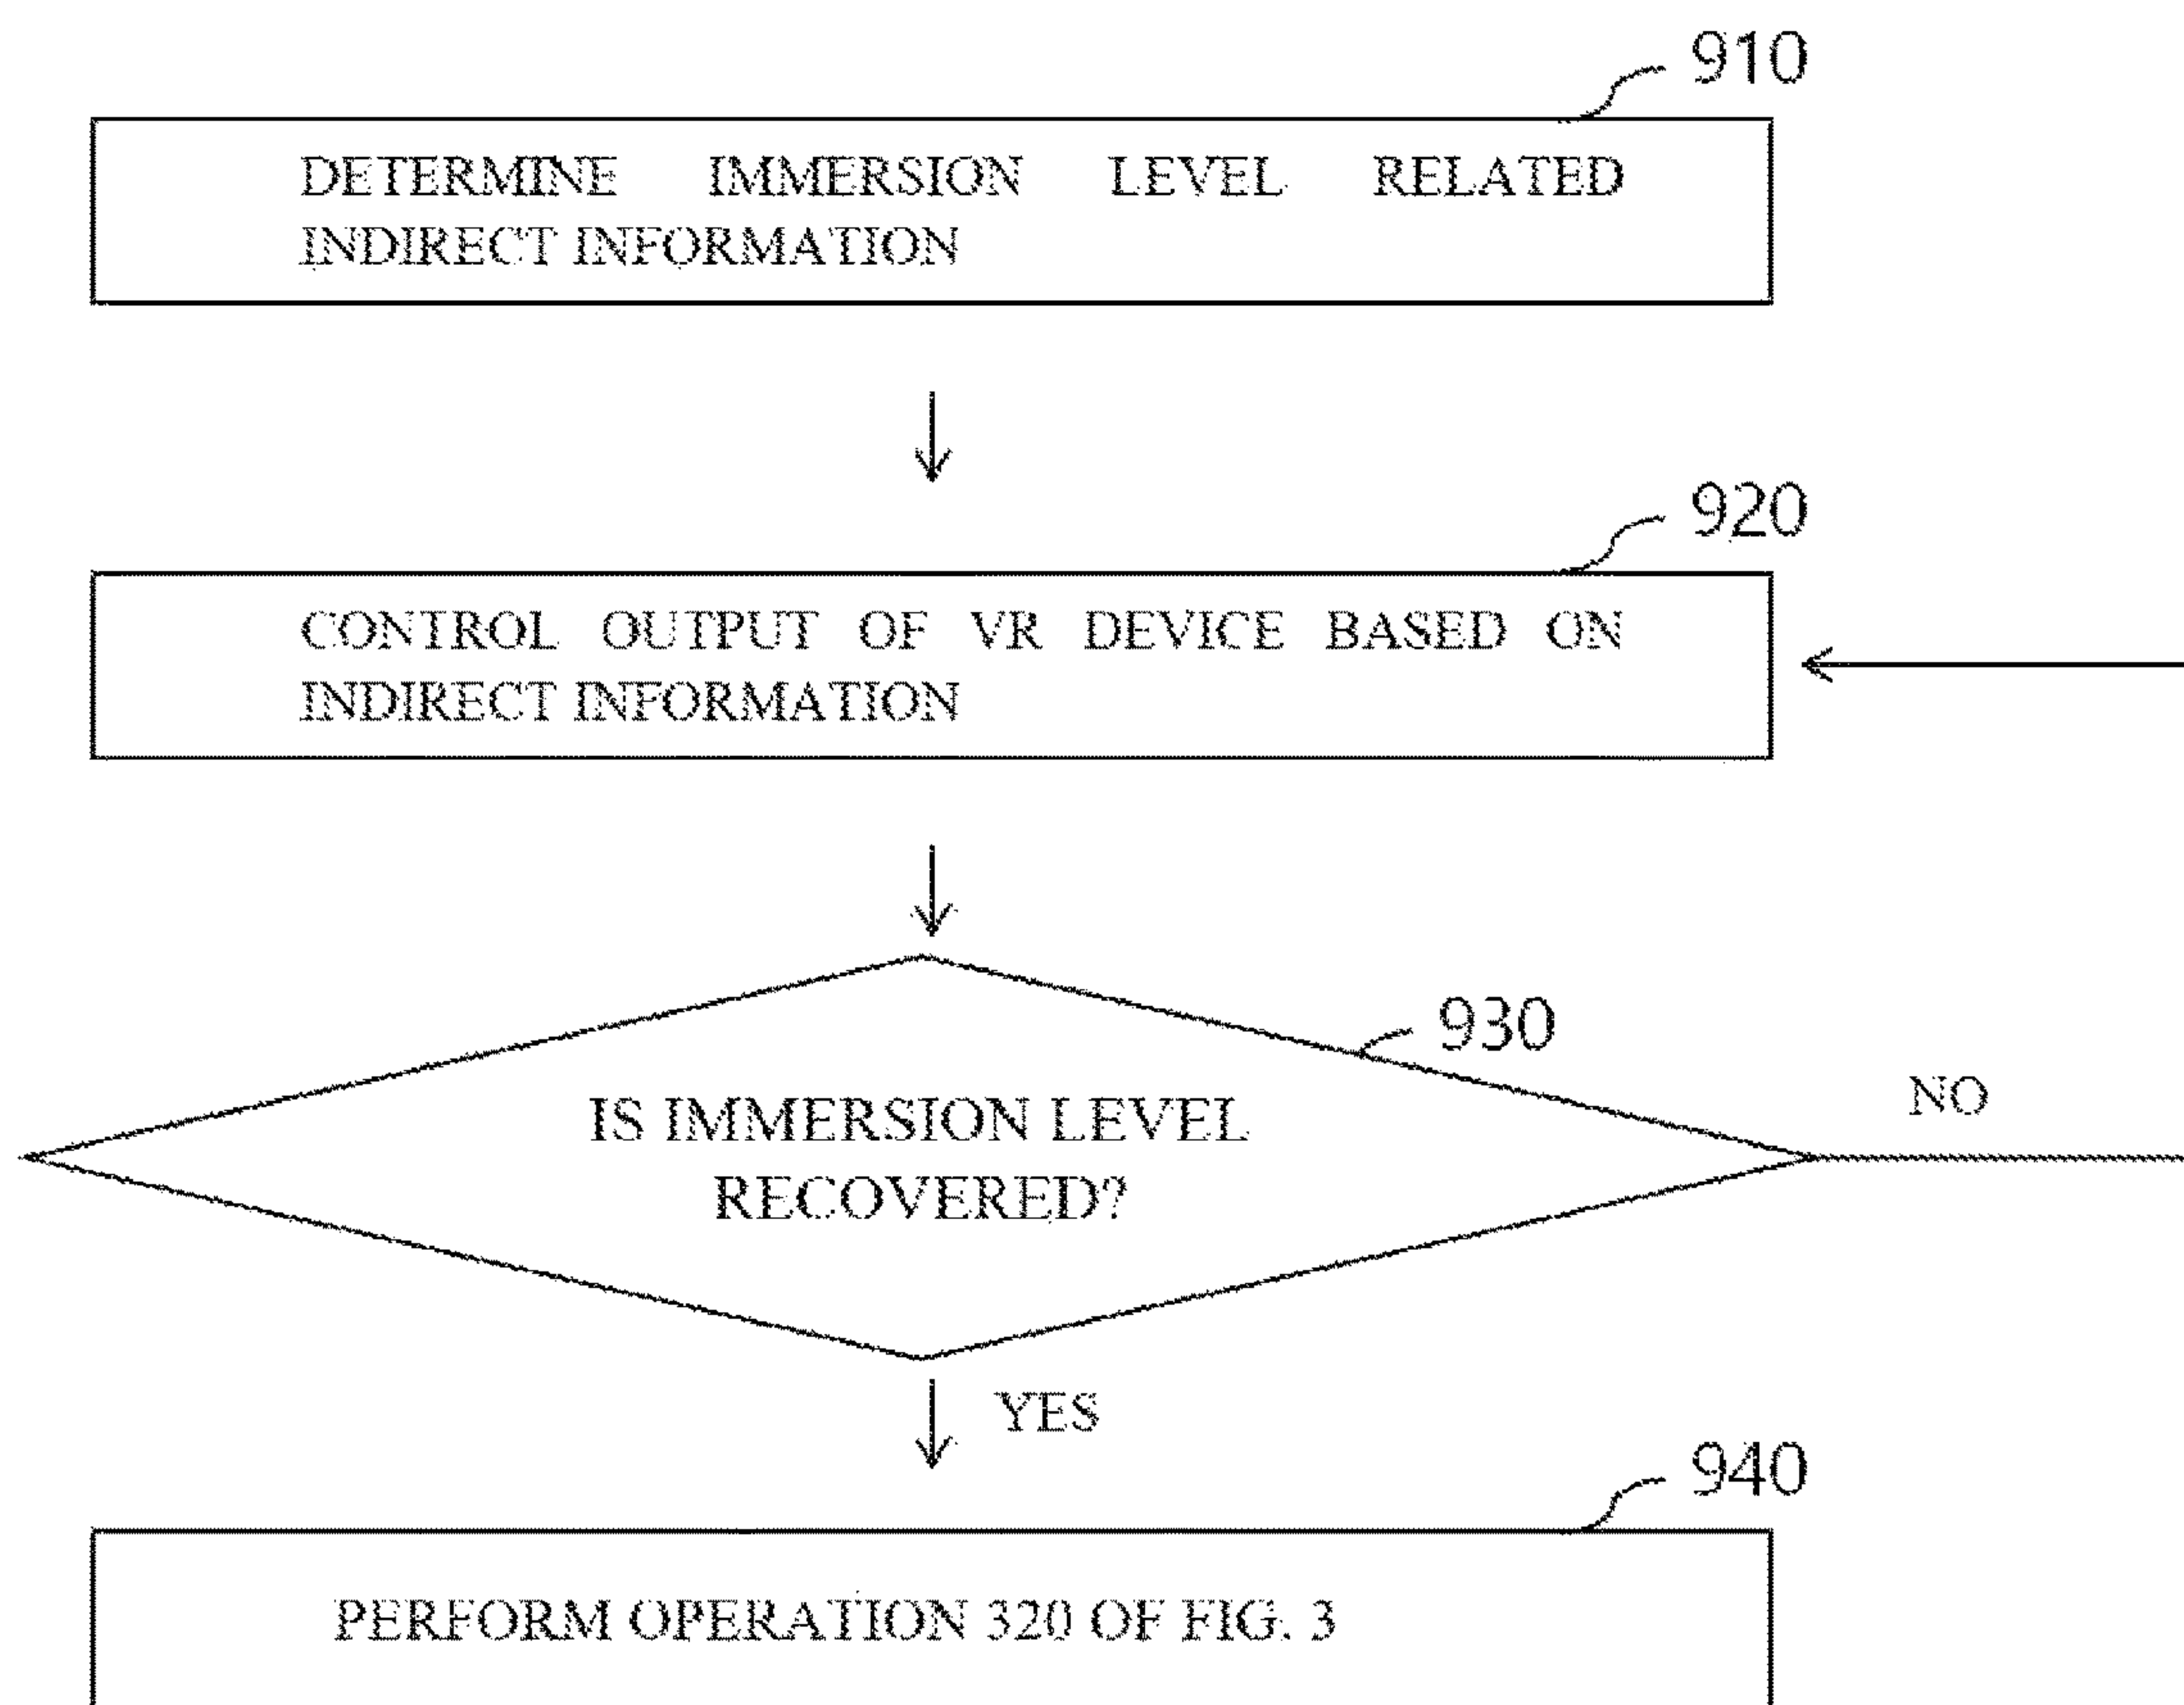 910
DETERMINE IMMERSION LEVEL RELATED
INDIRECT INFORMATION
920
CONTROL OUTPUT OF VR DEVICE BASED ON
INDIRECT INFORMATION
930
IS IMMERSION LEVEL
RECOVERED?
NO
YES
940
PERFORM OPERATION 320 OF FIG. 3